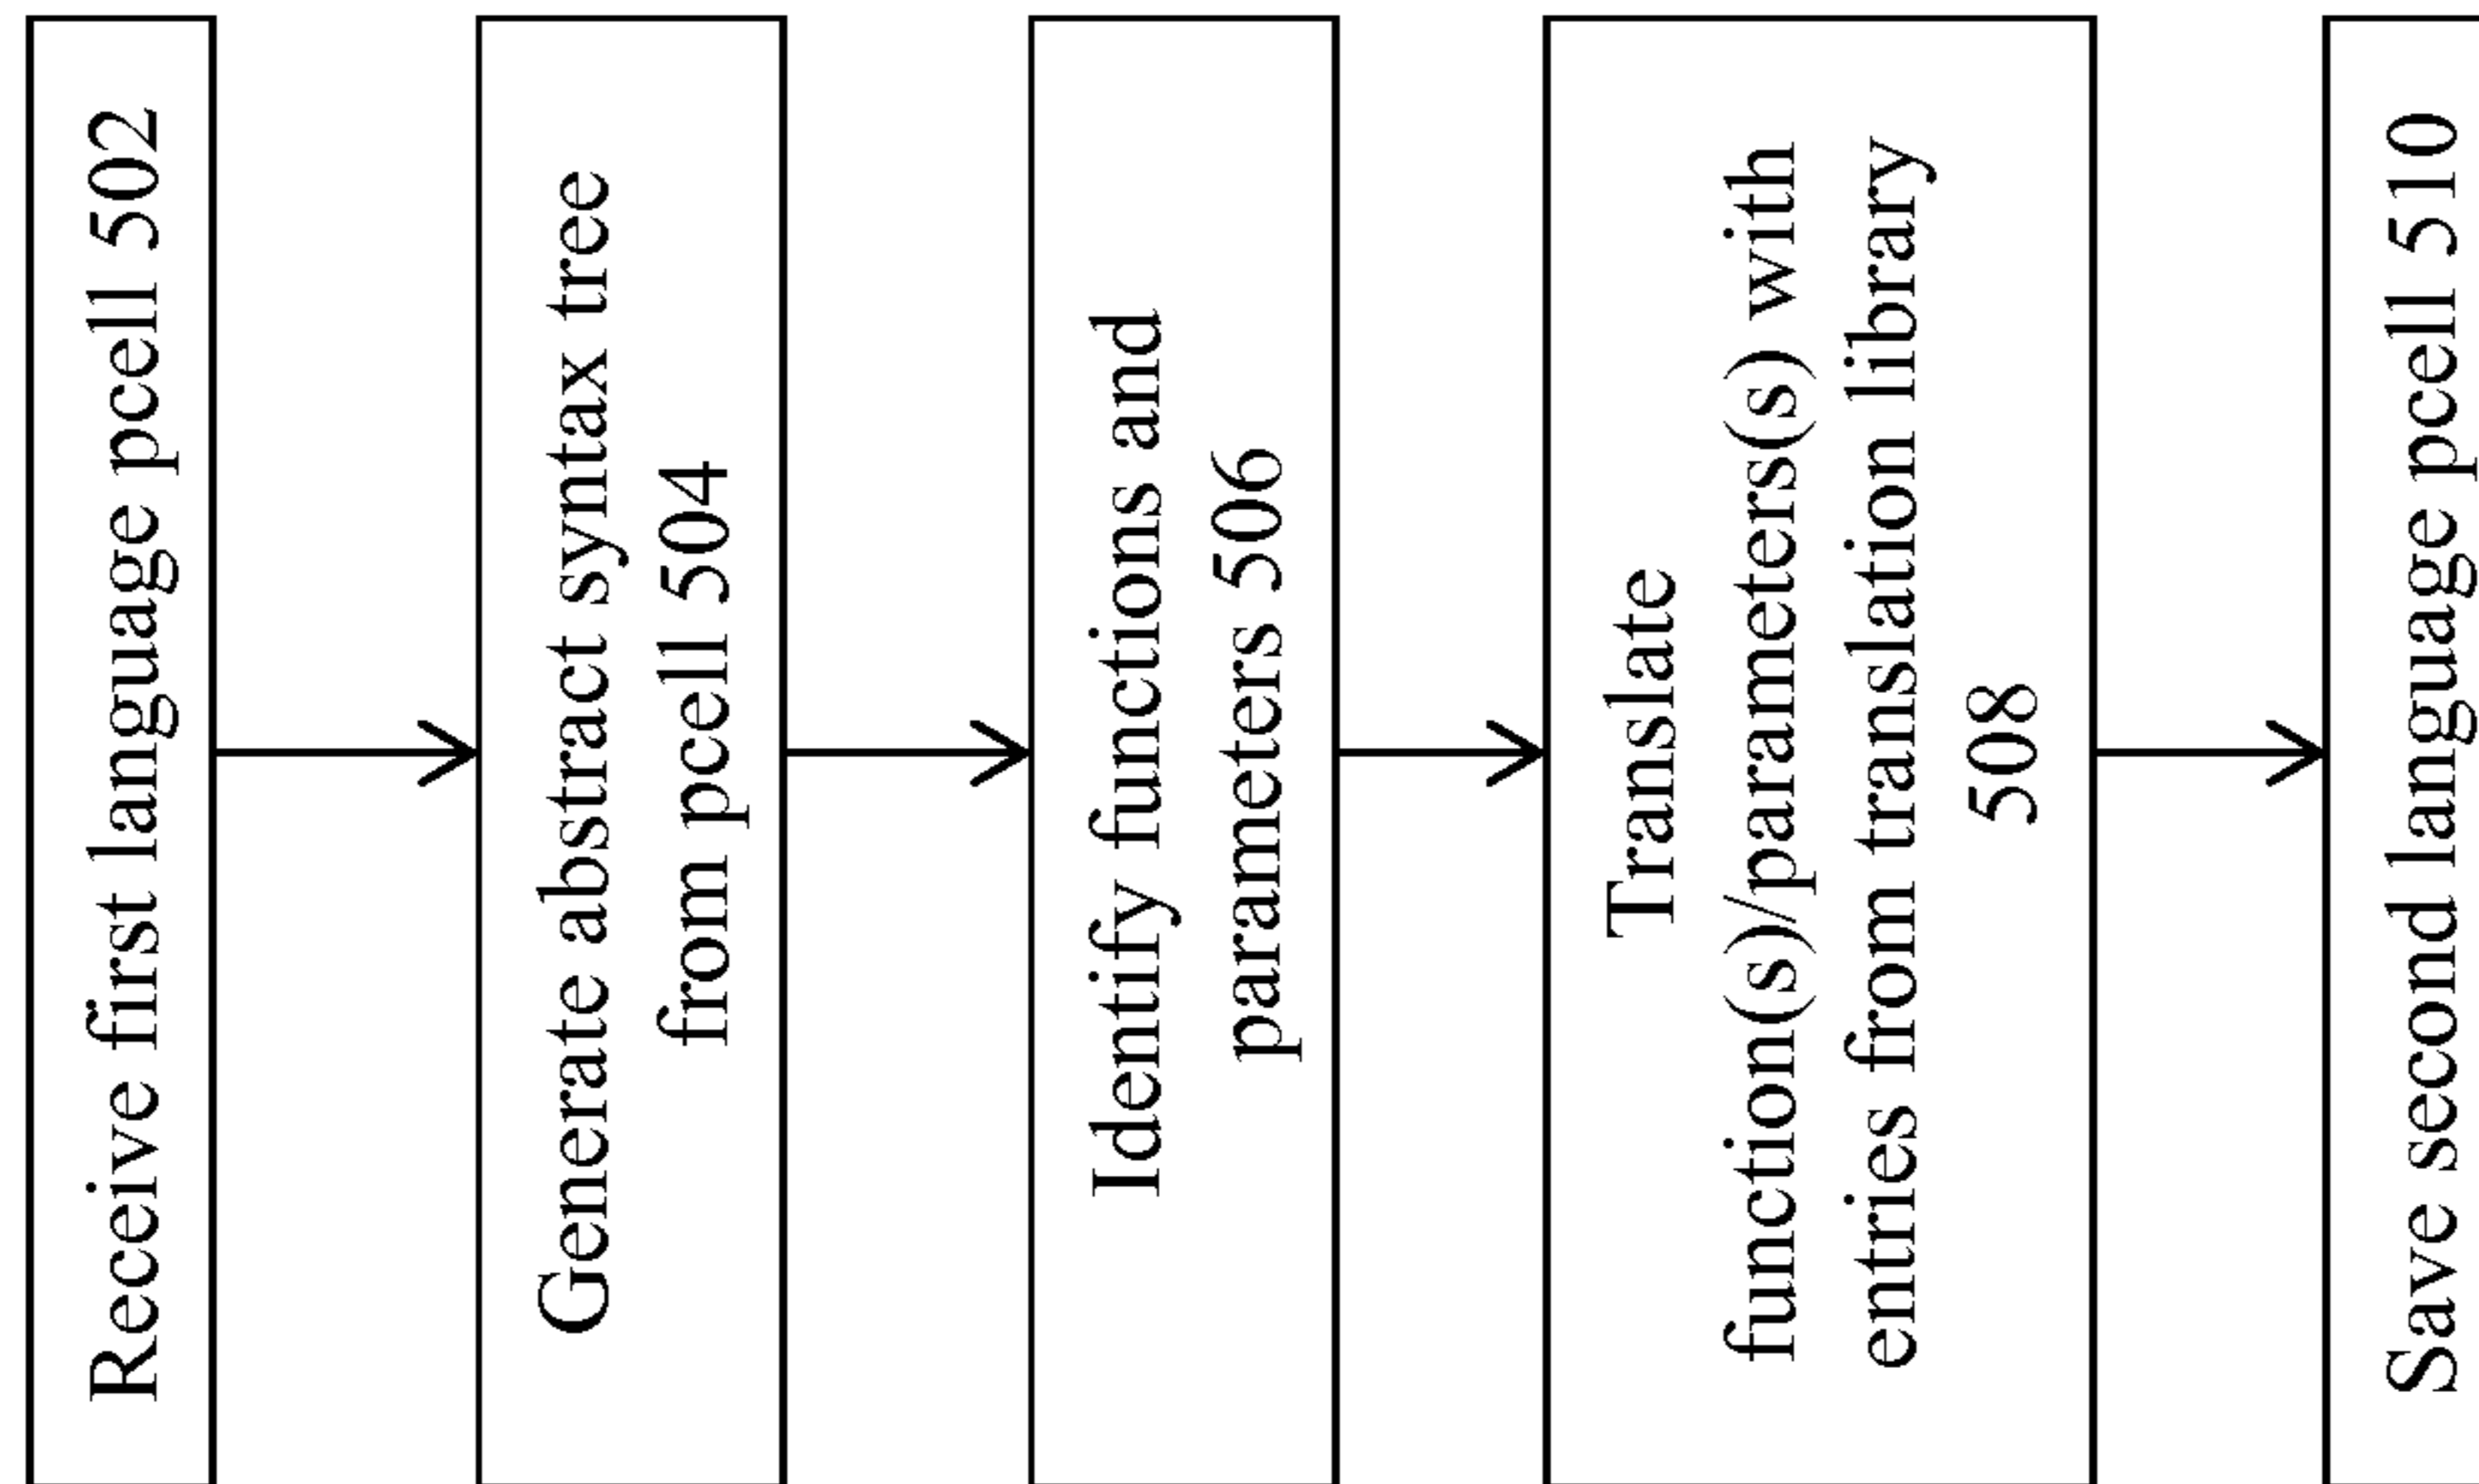 Receive first language pcell 502
Generate abstract syntax tree
from pcell 504
Identify functions and
parameters 506
Translate
function(s)/parameters(s) with
entries from translation library
508
Save second language pcell 510